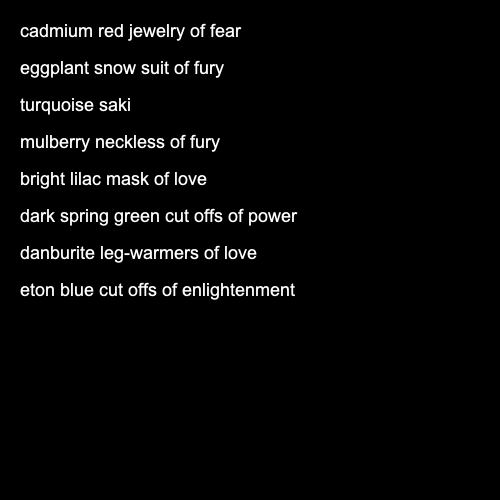 cadmium red jewelry of fear
eggplant snow suit of fury
turquoise saki
mulberry neckless of fury
bright lilac mask of love
dark spring green cut offs of power
danburite leg-warmers of love
eton blue cut offs of enlightenment